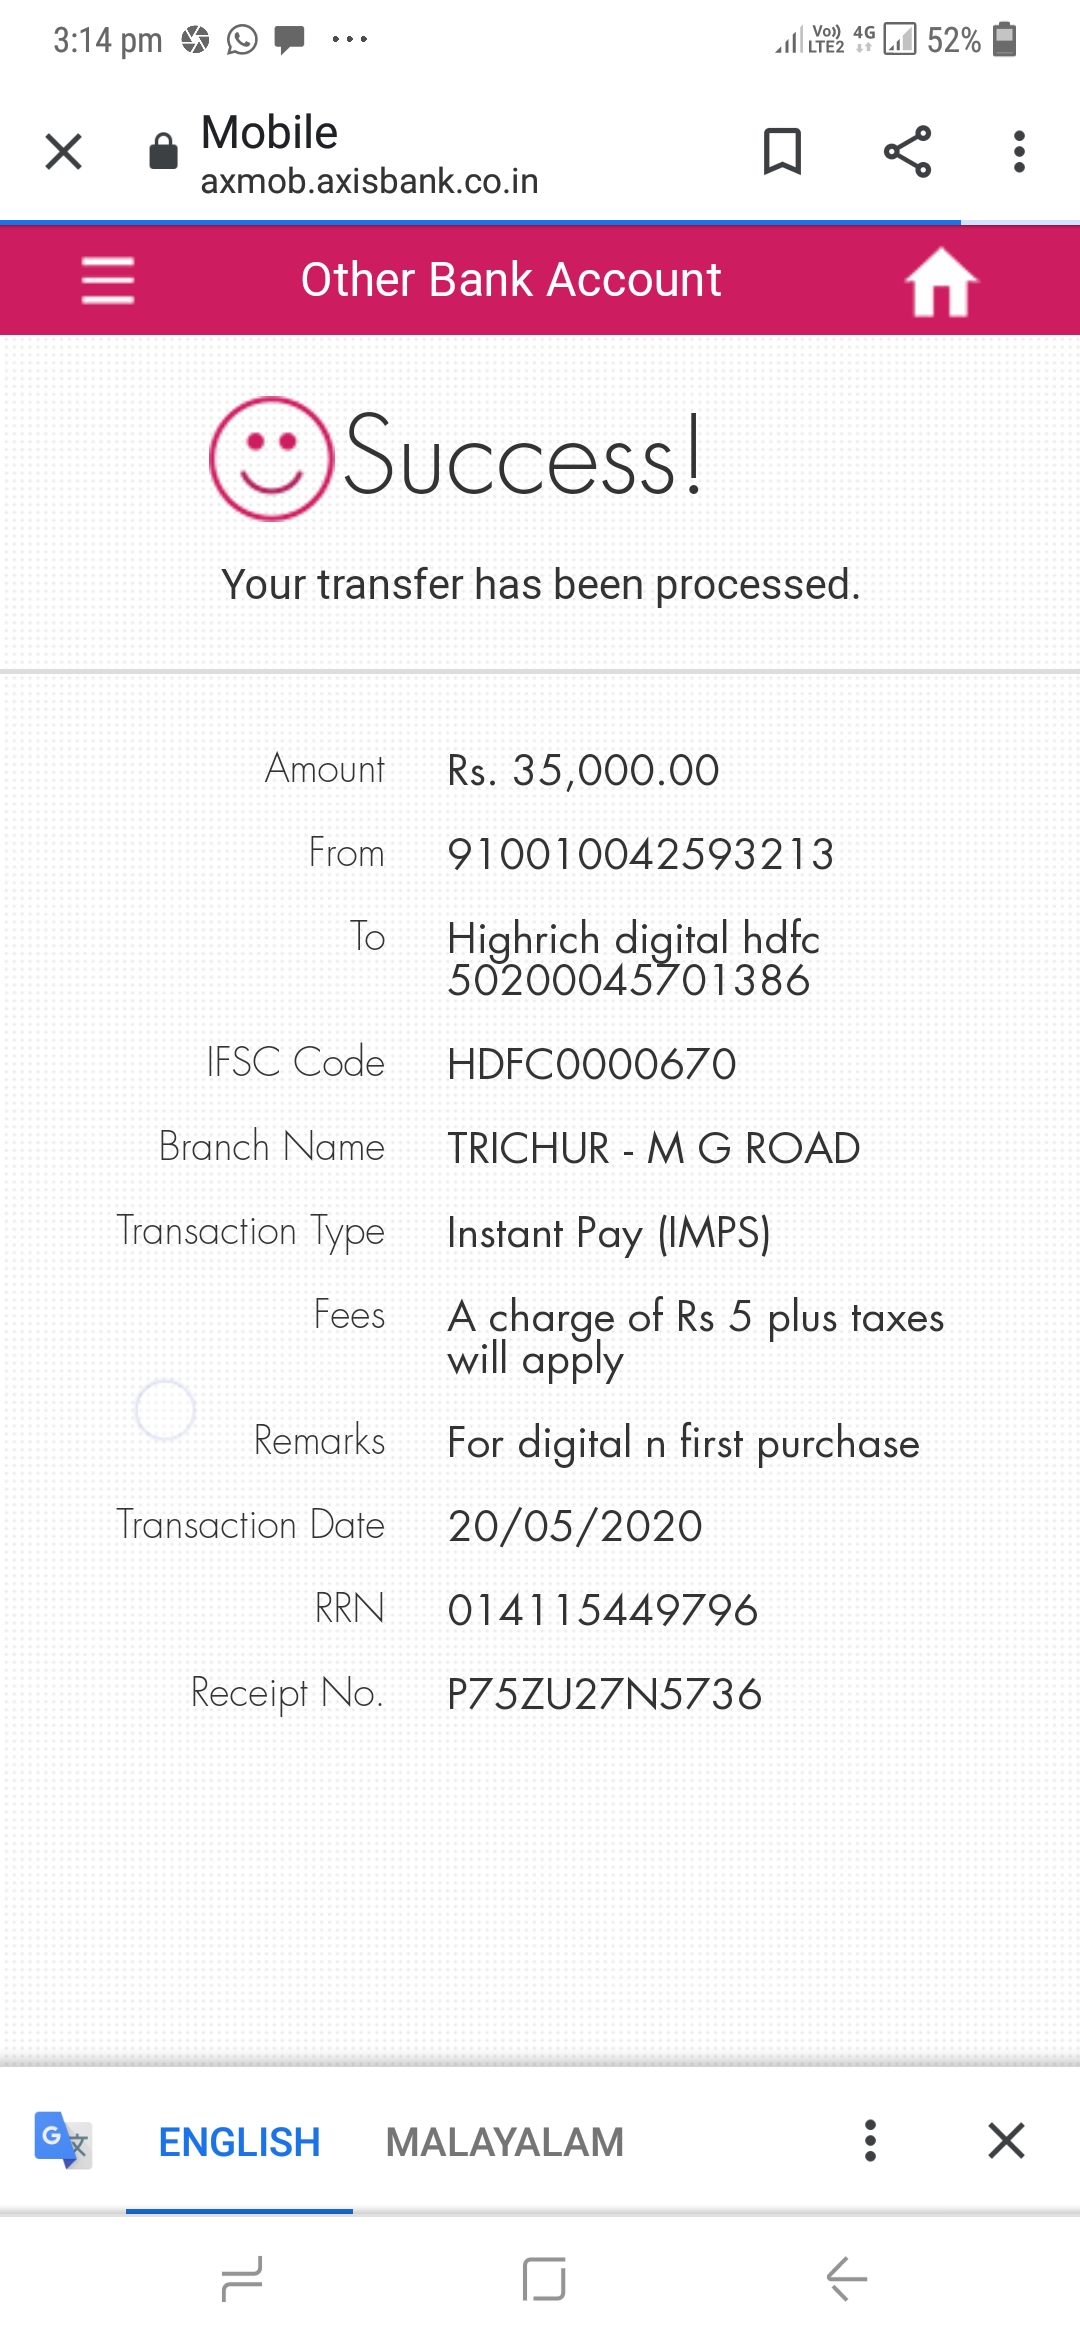 3:14 pm
Vo)) LTE2 4G 52%
Mobile
axmob.axisbank.co.in
Other Bank Account
Success!
Your transfer has been processed.
Amount Rs. 35,000.00
From 910010042593213
To Highrich digital hdfc
50200045701386
IFSC Code HDFC0000670
Branch Name TRICHUR - M G ROAD
Transaction Type Instant Pay (IMPS)
Fees A charge of Rs 5 plus taxes
will apply
Remarks For digital n first purchase
Transaction Date 20/05/2020
RRN 014115449796
Receipt No. P75ZU27N5736
G 文 ENGLISH MALAYALAM